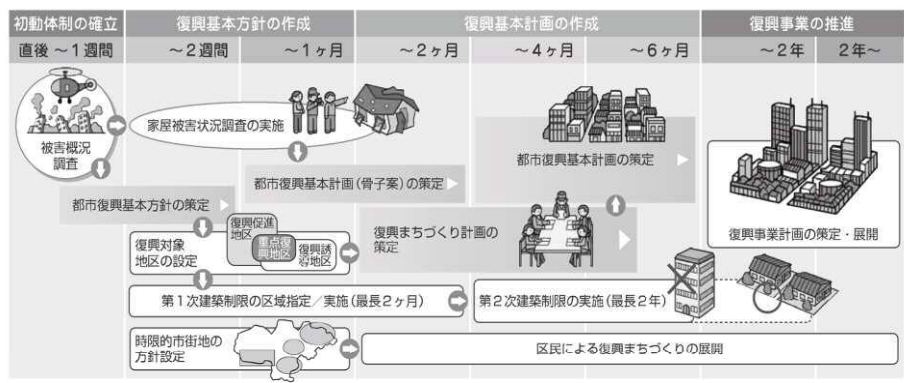 初動体制の確立
復興基本方針の作成
復興基本計画の作成
復興事業の推進
直後 ～1週間
～2週間
～1ヶ月
～2ヶ月
～4ヶ月
～6ヶ月
～2年
2年～
被害概況
調査
家屋被害状況調査の実施
都市復興基本計画の策定
都市復興基本計画(骨子案)の策定
都市復興基本方針の策定
復興対象
地区の設定
復興促進
地区
重点復
興地区
復興誘
導地区
復興まちづくり計画の
策定
復興事業計画の策定・展開
第1次建築制限の区域指定／実施(最長2ヶ月)
第2次建築制限の実施(最長2年)
時限的市街地の
方針設定
区民による復興まちづくりの展開